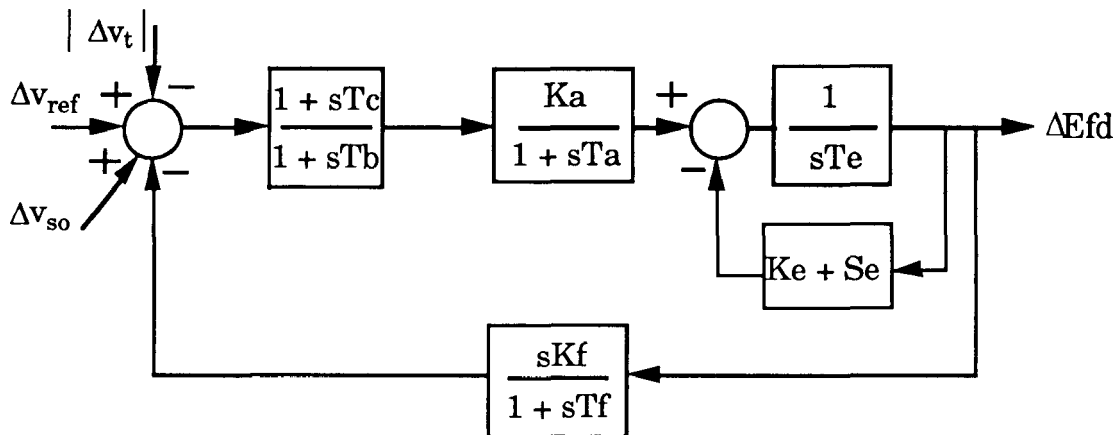 | Δv_t |
Δv_ref
+
−
+
−
Δv_so
1 + sTc
1 + sTb
Ka
1 + sTa
+
−
1
sTe
ΔEfd
Ke + Se
sKf
1 + sTf